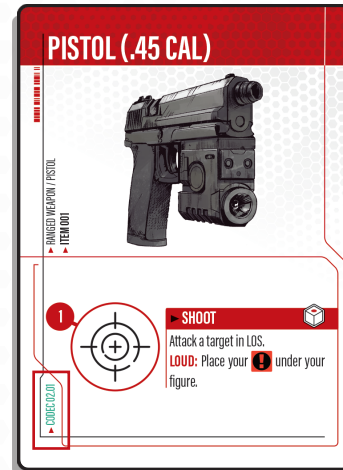 PISTOL (.45 CAL)
RANGED WEAPON / PISTOL
ITEM 001
1
SHOOT
Attack a target in LOS.
LOUD: Place your ! under your
figure.
CODEC 02.01